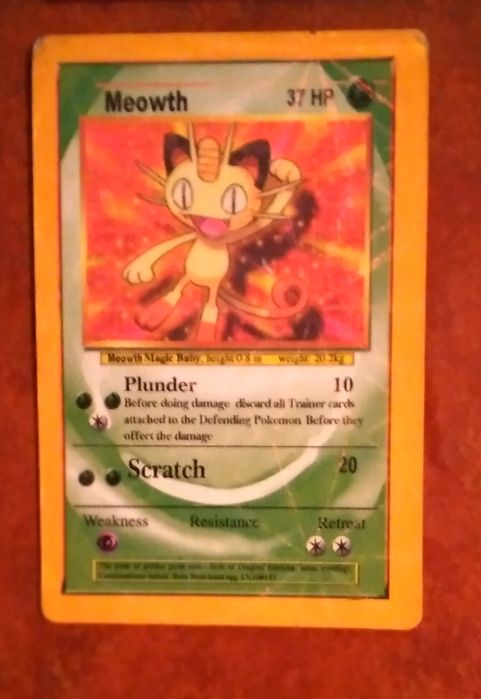 Meowth 37 HP
Meowth Magic Baby, height 0.8 m weight 20.2kg
Plunder 10
Before doing damage discard all Trainer cards
attached to the Defending Pokemon Before they
offect the damage
Scratch 20
Weakness Resistance Retreat